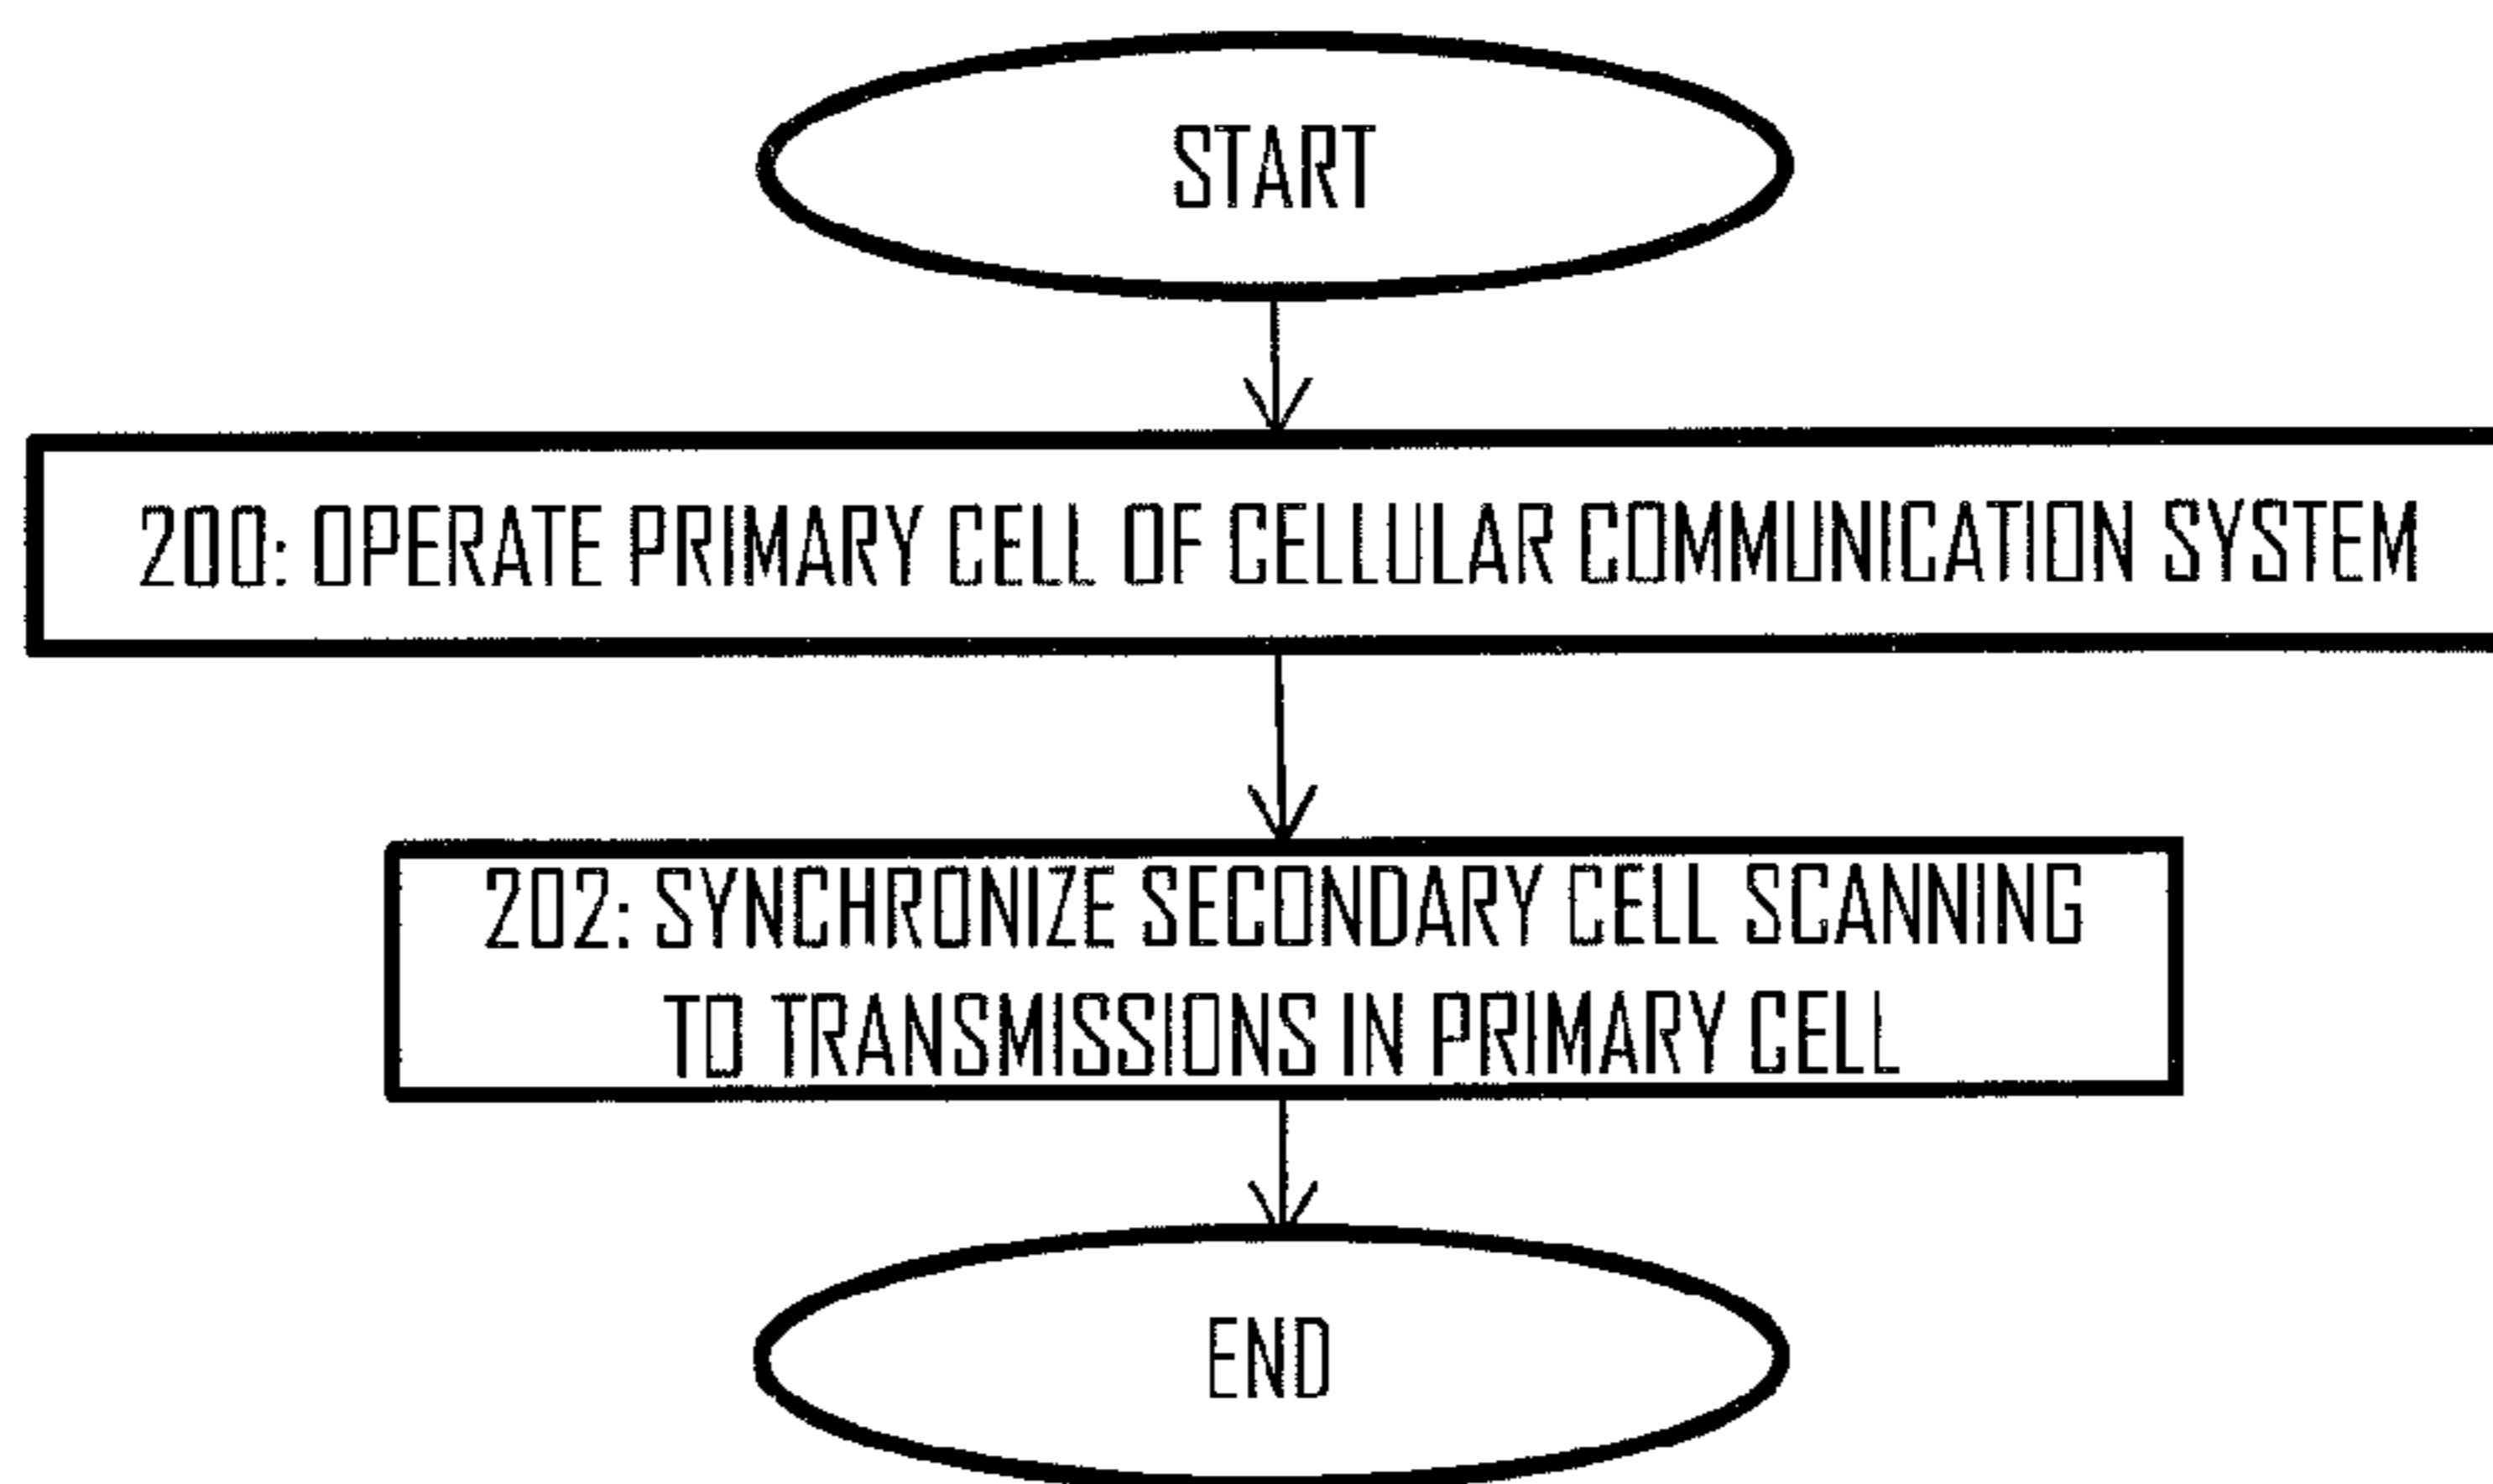 START
200: OPERATE PRIMARY CELL OF CELLULAR COMMUNICATION SYSTEM
202: SYNCHRONIZE SECONDARY CELL SCANNING
TO TRANSMISSIONS IN PRIMARY CELL
END